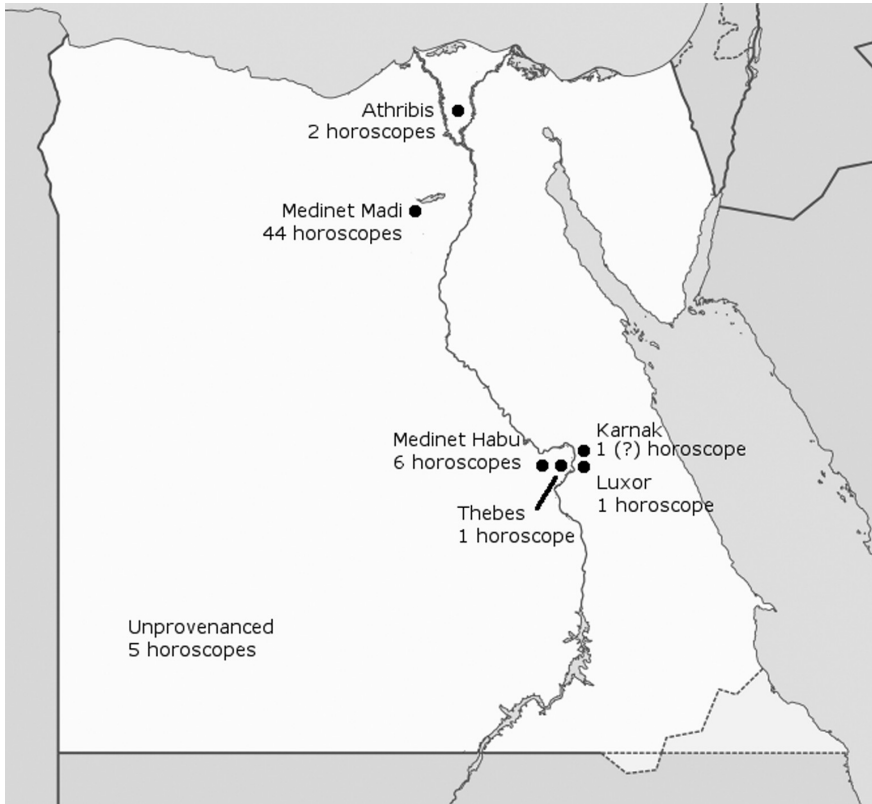 Athribis
2 horoscopes
Medinet Madi
44 horoscopes
Medinet Habu
6 horoscopes
Karnak
1 (?) horoscope
Luxor
1 horoscope
Thebes
1 horoscope
Unprovenanced
5 horoscopes